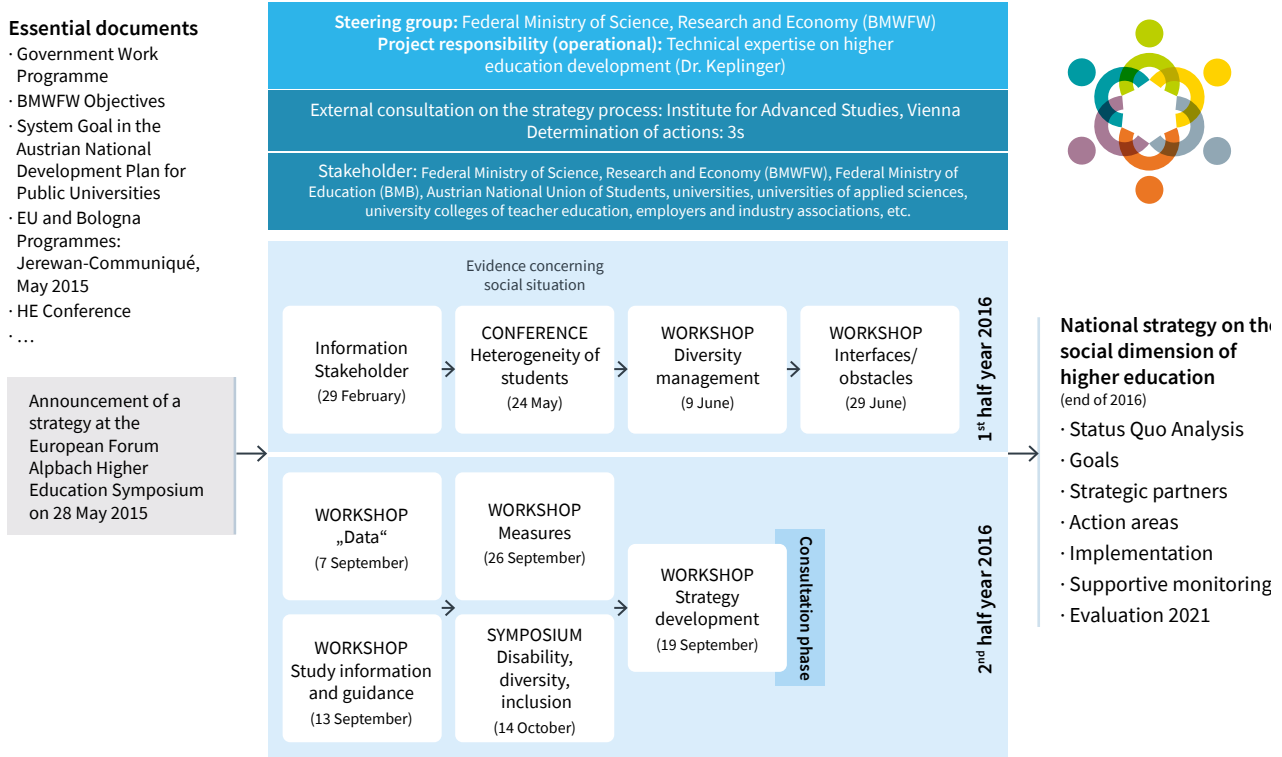 Essential documents
· Government Work
Programme
· BMWFW Objectives
· System Goal in the
Austrian National
Development Plan for
Public Universities
· EU and Bologna
Programmes:
Jerewan-Communiqué,
May 2015
· HE Conference
· …
Announcement of a
strategy at the
European Forum
Alpbach Higher
Education Symposium
on 28 May 2015
Steering group: Federal Ministry of Science, Research and Economy (BMWFW)
Project responsibility (operational): Technical expertise on higher
education development (Dr. Keplinger)
External consultation on the strategy process: Institute for Advanced Studies, Vienna
Determination of actions: 3s
Stakeholder: Federal Ministry of Science, Research and Economy (BMWFW), Federal Ministry of
Education (BMB), Austrian National Union of Students, universities, universities of applied sciences,
university colleges of teacher education, employers and industry associations, etc.
Evidence concerning
social situation
Information
Stakeholder
(29 February)
CONFERENCE
Heterogeneity of
students
(24 May)
WORKSHOP
Diversity
management
(9 June)
WORKSHOP
Interfaces/
obstacles
(29 June)
1st half year 2016
WORKSHOP
„Data“
(7 September)
WORKSHOP
Study information
and guidance
(13 September)
WORKSHOP
Measures
(26 September)
SYMPOSIUM
Disability,
diversity,
inclusion
(14 October)
WORKSHOP
Strategy
development
(19 September)
Consultation phase
2nd half year 2016
National strategy on the
social dimension of
higher education
(end of 2016)
· Status Quo Analysis
· Goals
· Strategic partners
· Action areas
· Implementation
· Supportive monitoring
· Evaluation 2021